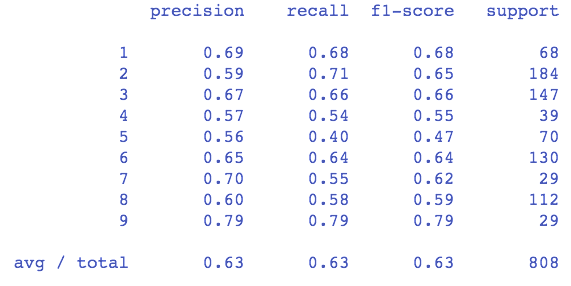 precision recall f1-score support
1 0.69 0.68 0.68 68
2 0.59 0.71 0.65 184
3 0.67 0.66 0.66 147
4 0.57 0.54 0.55 39
5 0.56 0.40 0.47 70
6 0.65 0.64 0.64 130
7 0.70 0.55 0.62 29
8 0.60 0.58 0.59 112
9 0.79 0.79 0.79 29
avg / total 0.63 0.63 0.63 808